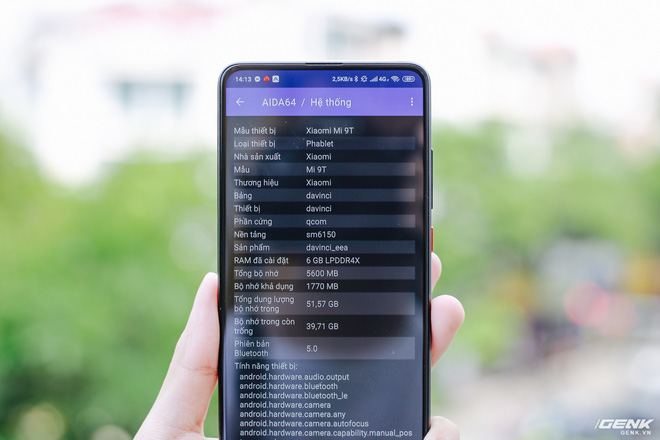 14:13 2,5KB/s 4G
AIDA64 / Hệ thống
Mẫu thiết bị Xiaomi Mi 9T
Loại thiết bị Phablet
Nhà sản xuất Xiaomi
Mẫu Mi 9T
Thương hiệu Xiaomi
Bảng davinci
Thiết bị davinci
Phần cứng qcom
Nền tảng sm6150
Sản phẩm davinci_eea
RAM đã cài đặt 6 GB LPDDR4X
Tổng bộ nhớ 5600 MB
Bộ nhớ khả dụng 1770 MB
Tổng dung lượng
bộ nhớ trong 51,57 GB
Bộ nhớ trong còn
trống 39,71 GB
Phiên bản
Bluetooth 5.0
Tính năng thiết bị:
android.hardware.audio.output
android.hardware.bluetooth
android.hardware.bluetooth_le
android.hardware.camera
android.hardware.camera.any
android.hardware.camera.autofocus
android.hardware.camera.capability.manual_pos
GENK
GENK.VN